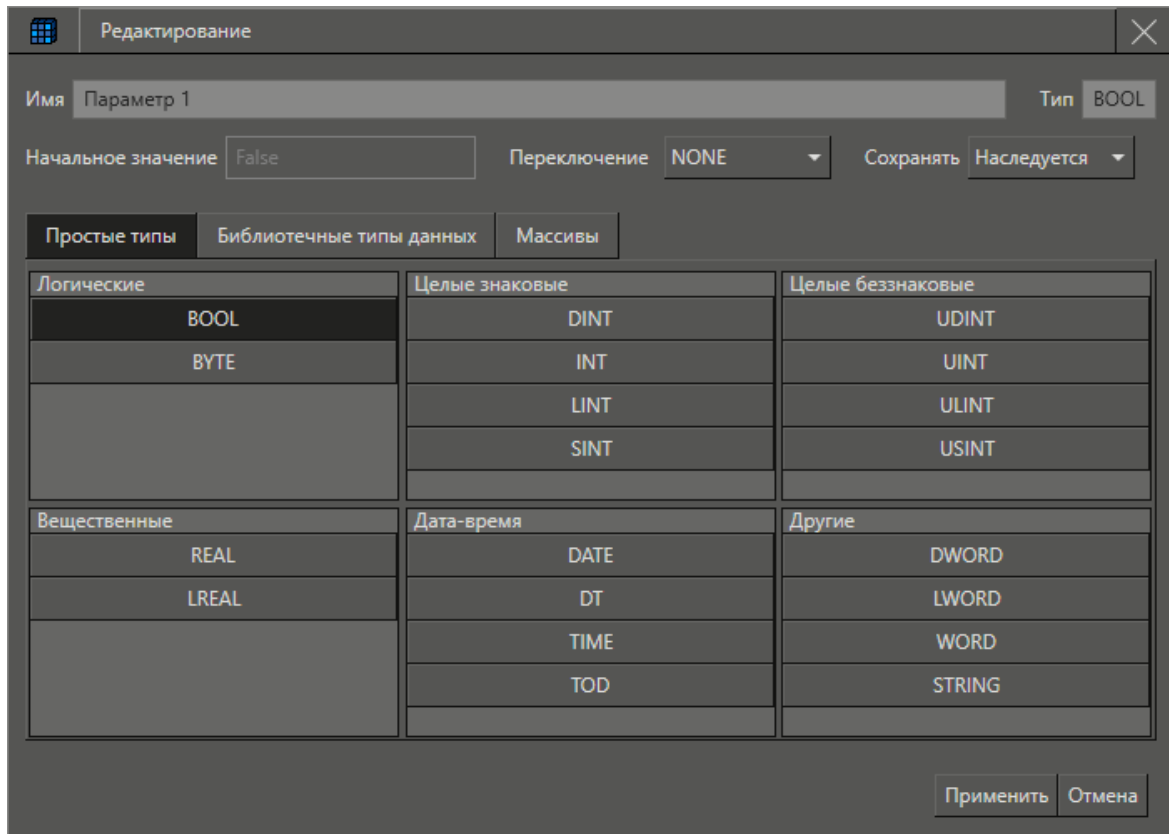 Редактирование
Имя Параметр 1 Тип BOOL
Начальное значение False Переключение NONE Сохранять Наследуется
Простые типы Библиотечные типы данных Массивы
Логические Целые знаковые Целые беззнаковые
BOOL DINT UDINT
BYTE INT UINT
LINT ULINT
SINT USINT
Вещественные Дата-время Другие
REAL DATE DWORD
LREAL DT LWORD
TIME WORD
TOD STRING
Применить Отмена